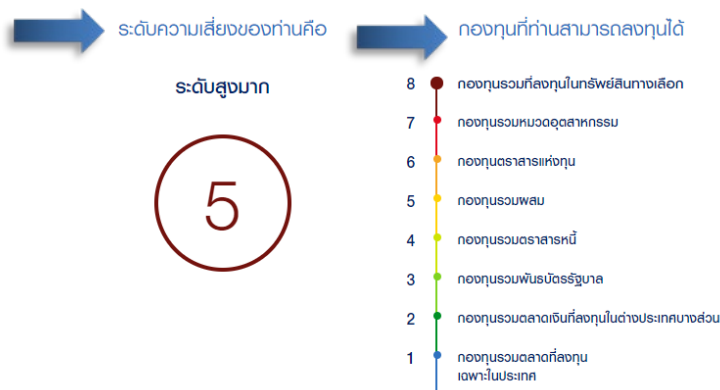 ระดับความเสี่ยงของท่านคือ
ระดับสูงมาก
5
กองทุนที่ท่านสามารถลงทุนได้
8 กองทุนรวมที่ลงทุนในทรัพย์สินทางเลือก
7 กองทุนรวมหมวดอุตสาหกรรม
6 กองทุนตราสารแห่งทุน
5 กองทุนรวมผสม
4 กองทุนรวมตราสารหนี้
3 กองทุนรวมพันธบัตรรัฐบาล
2 กองทุนรวมตลาดเงินที่ลงทุนในต่างประเทศบางส่วน
1 กองทุนรวมตลาดที่ลงทุน
เฉพาะในประเทศ